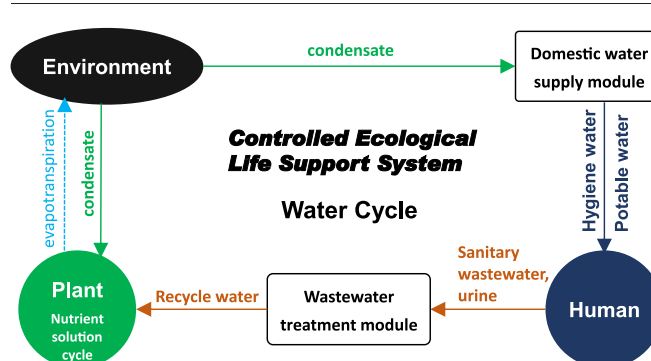 condensate
Environment
Domestic water
supply module
evapotranspiration
condensate
Controlled Ecological
Life Support System
Water Cycle
Hygiene water
Potable water
Sanitary
wastewater,
urine
Plant
Nutrient
solution
cycle
Recycle water
Wastewater
treatment module
Human